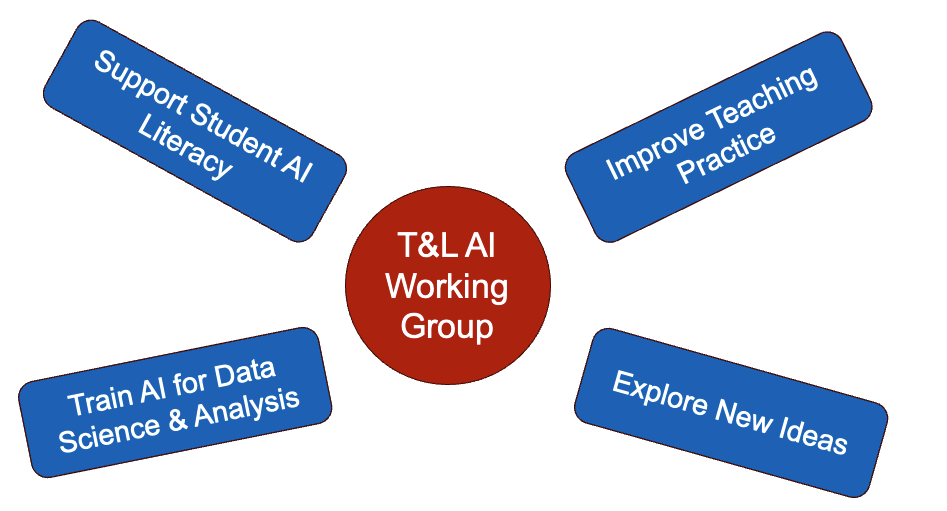 Support Student AI
Literacy
Improve Teaching
Practice
T&L AI
Working
Group
Train AI for Data
Science & Analysis
Explore New Ideas